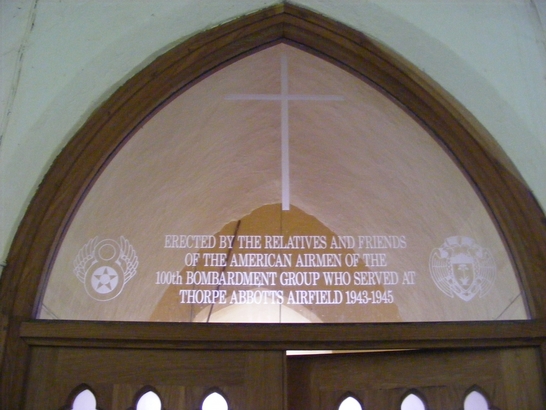 ERECTED BY THE RELATIVES AND FRIENDS
OF THE AMERICAN AIRMEN OF THE
100th BOMBARDMENT GROUP WHO SERVED AT
THORPE ABBOTTS AIRFIELD 1943-1945